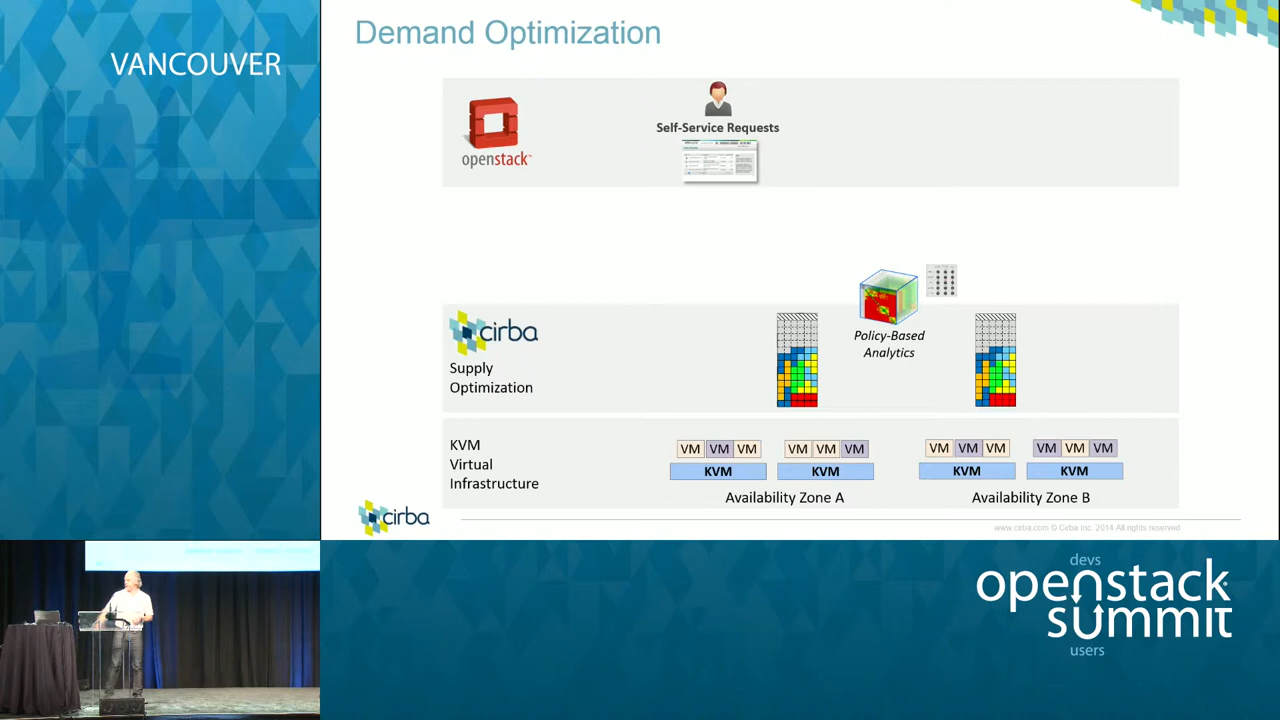 VANCOUVER
Demand Optimization
openstack™
Self-Service Requests
cirba
Supply
Optimization
Policy-Based
Analytics
KVM
Virtual
Infrastructure
VM VM VM VM VM VM VM VM VM VM VM VM
KVM KVM KVM KVM
Availability Zone A Availability Zone B
cirba
www.cirba.com © Cirba Inc. 2014 All rights reserved
devs
openstack
summit
users